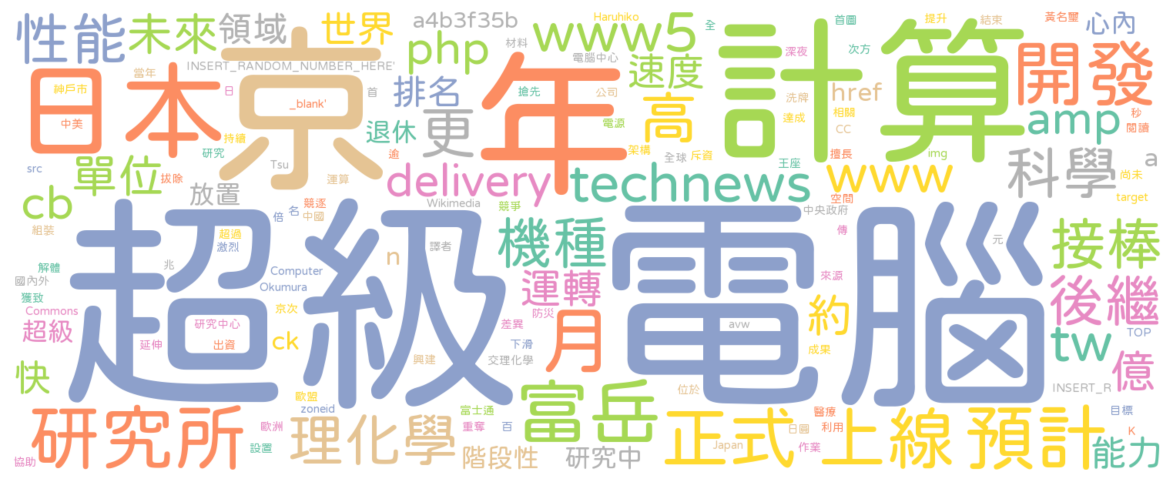 性能 未來 領域 世界 a4b3f35b php www5 Haruhiko 全 首圖 提升 結束 黃名璽 心內
INSERT_RANDOM_NUMBER_HERE' 材料 電腦中心 深夜 次方
日本 京 年 計算 開發
當年 神戶市 日 _blank' 首 排名 搶先 公司 速度 洗牌 href
中美 研究 持續 退休 更 電源 高 達成 相關 CC amp 秒 閱讀
src 單位 拔除 Tsu 運算 逾 架構 全球 斥資 王座 擅長 img 科學 a
放置 delivery technews www 空間 尚未 target
cb 組裝 競逐 倍 名 中國 Wikimedia 競爭 中央政府 傳
超過 激烈 譯者 n 機種 元 接棒
超級電腦
解體 兆 國內外 Computer Okumura 運轉 來源 後繼
獲致 Commons 京次 防災 約
超級 研究中心 延伸 出資 ck 差異 下滑 月 avw 成果 tw TOP
快 興建 交理化學 位於 INSERT_R 億
歐盟 zoneid 富士通 富岳 醫療 目標
研究所 歐洲 理化學 重奪 百 正式 日圓 利用 上線 預計 K
協助 設置 階段性 研究中 Japan 作業 能力